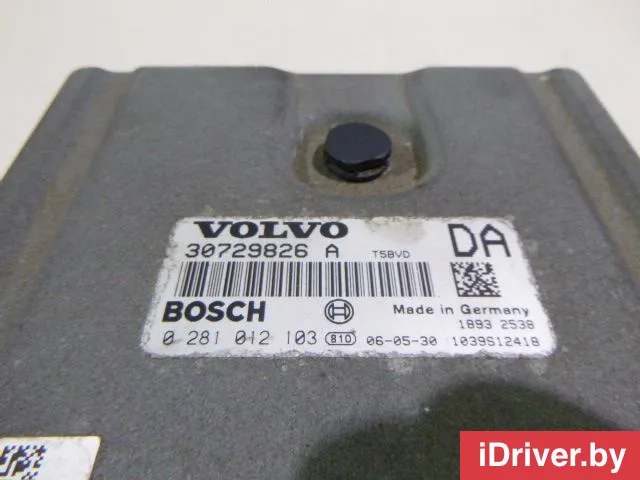 VOLVO
30729826 A T5BVD DA
BOSCH
Made in Germany
1893 2538
0 281 012 103 810 06-05-30 1039S12418
iDriver.by